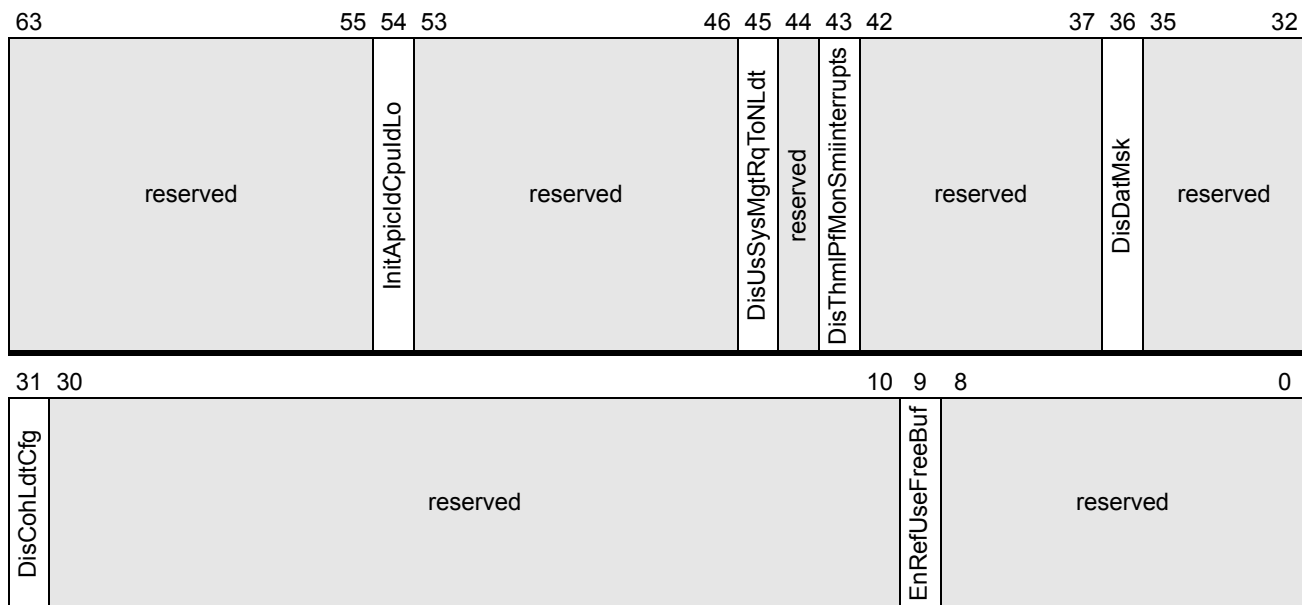 63 55 54 53 46 45 44 43 42 37 36 35 32
reserved
InitApicIdCpuIdLo
reserved
DisUsSysMgtRqToNLdt
reserved
DisThmlPfMonSmiinterrupts
reserved
DisDatMsk
reserved
31 30 10 9 8 0
DisCohLdtCfg
reserved
EnRefUseFreeBuf
reserved